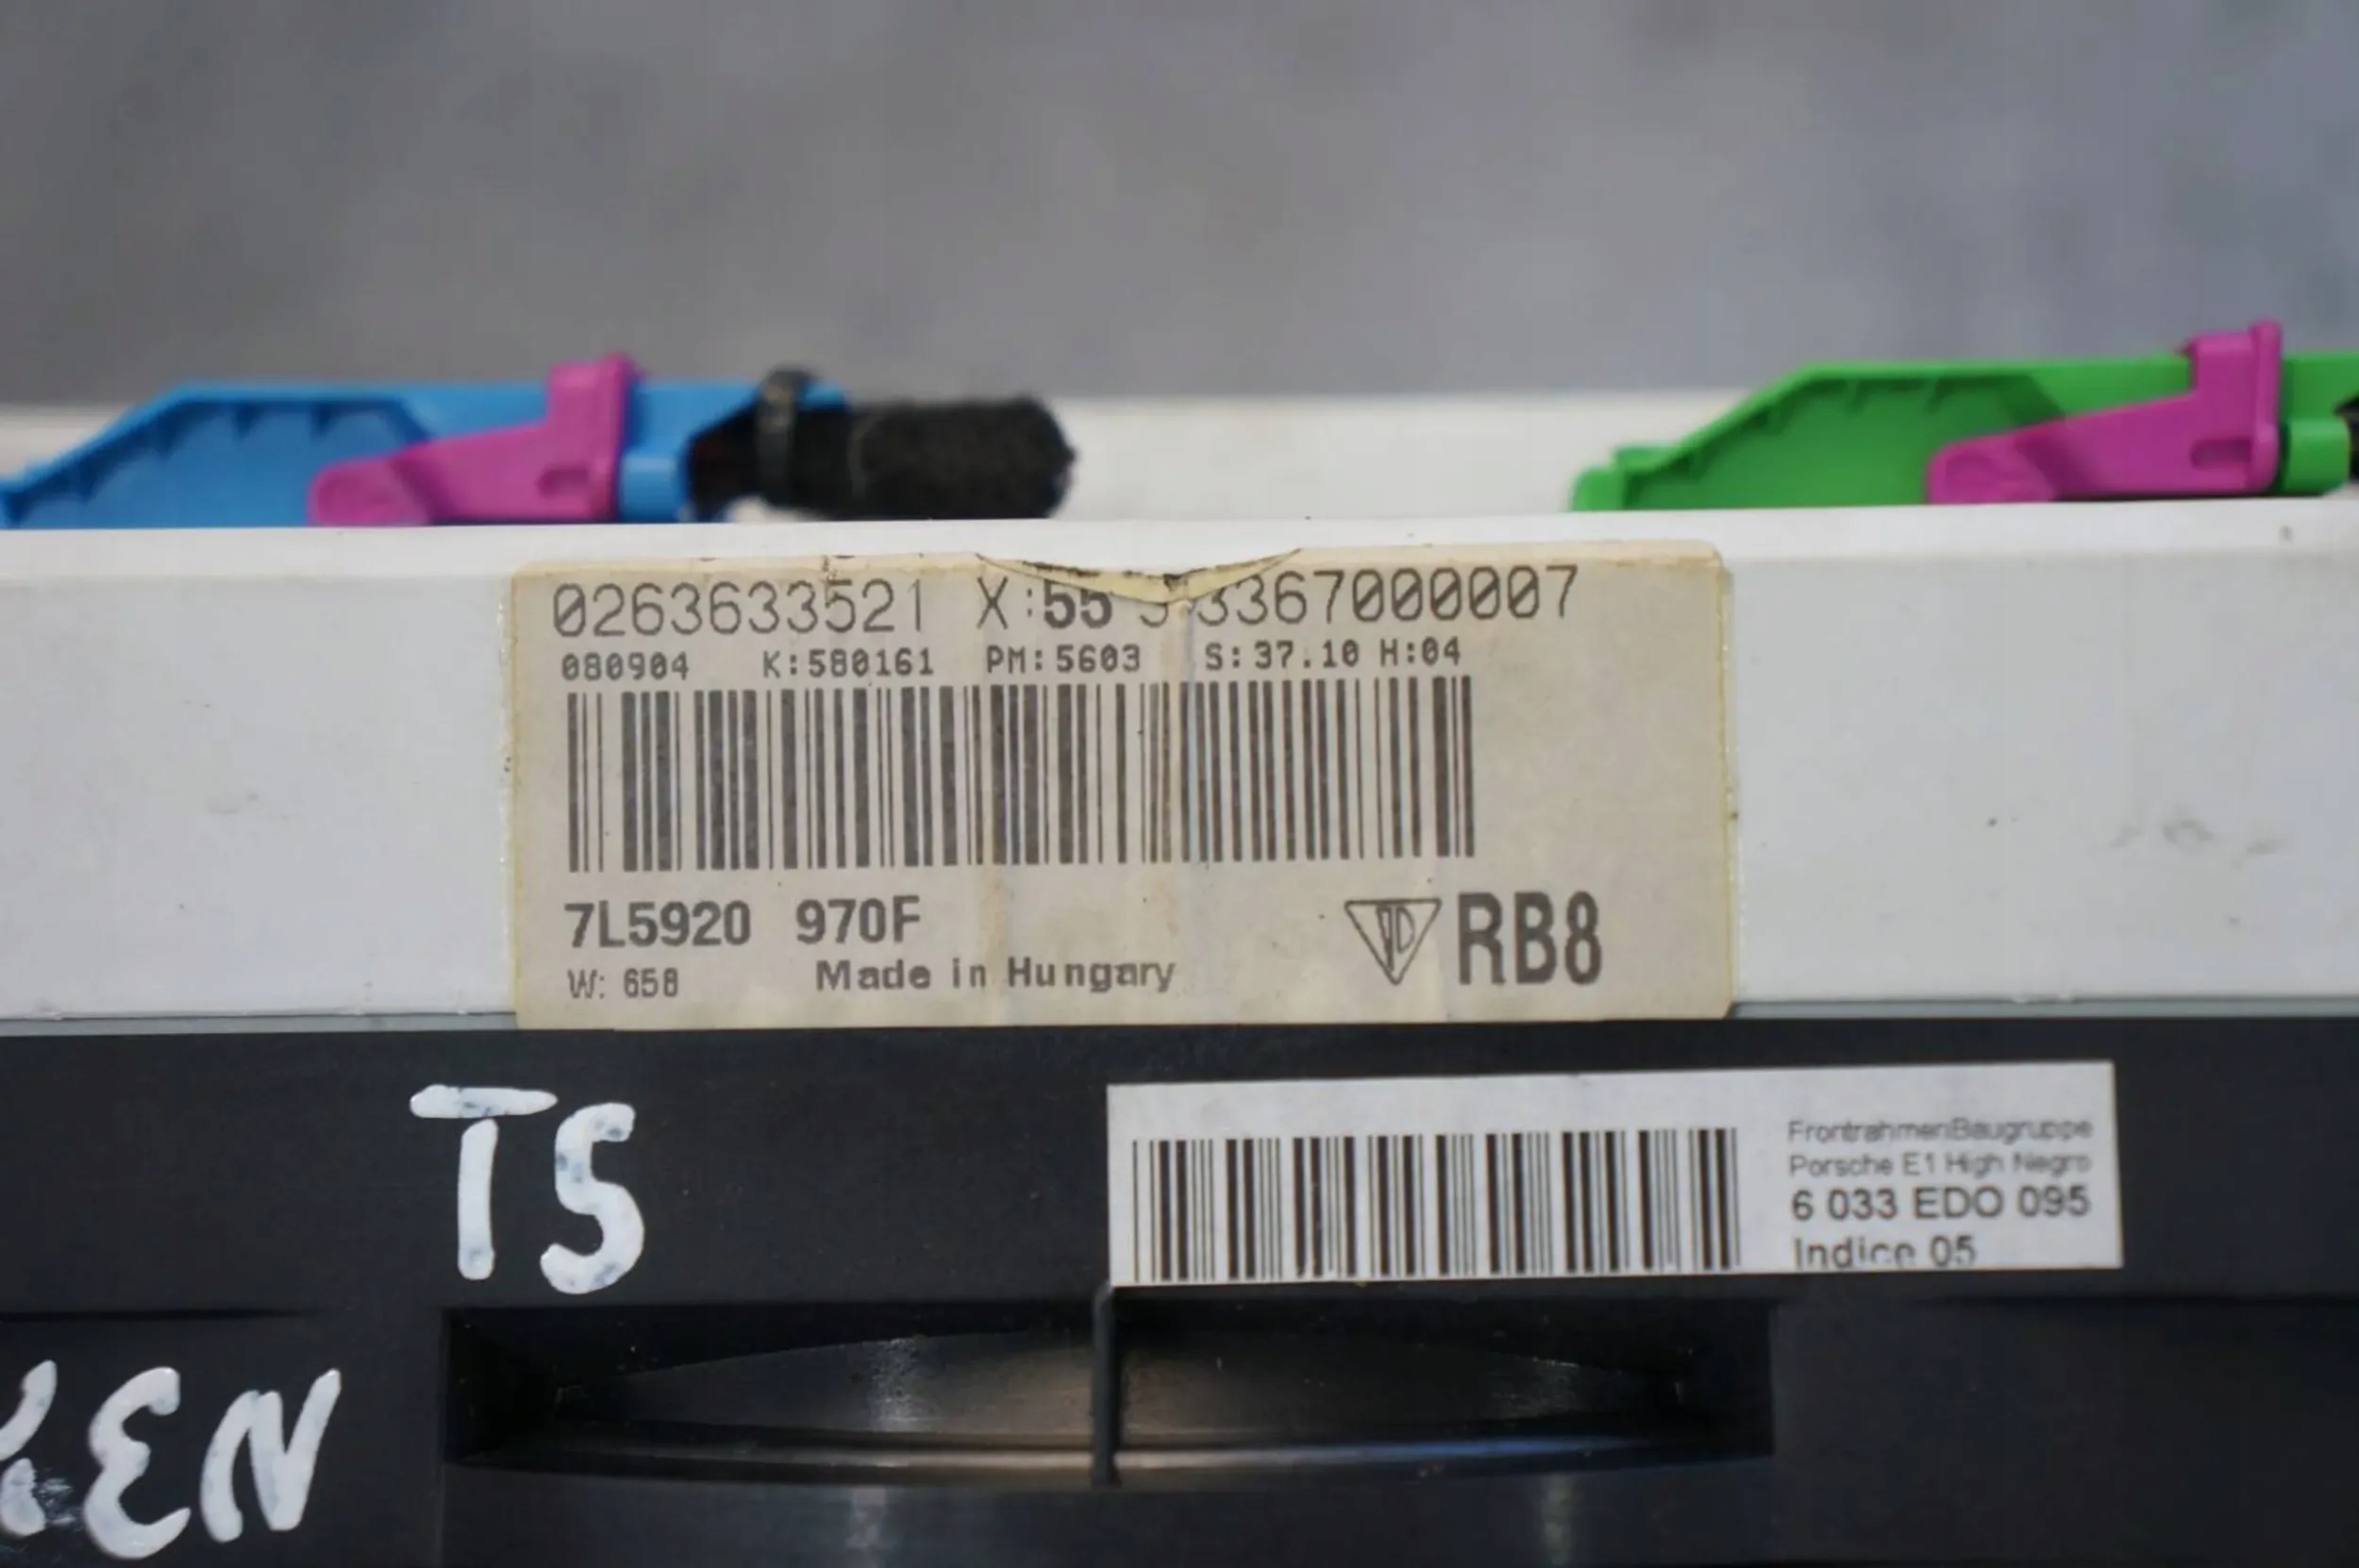 0263633521 X:55 3367000007
080904 K:580161 PM:5603 S:37.10 H:04
7L5920 970F
RB8
W: 658 Made in Hungary
TS
FrontrahmenBaugruppe
Porsche E1 High Negro
6 033 EDO 095
Indice 05